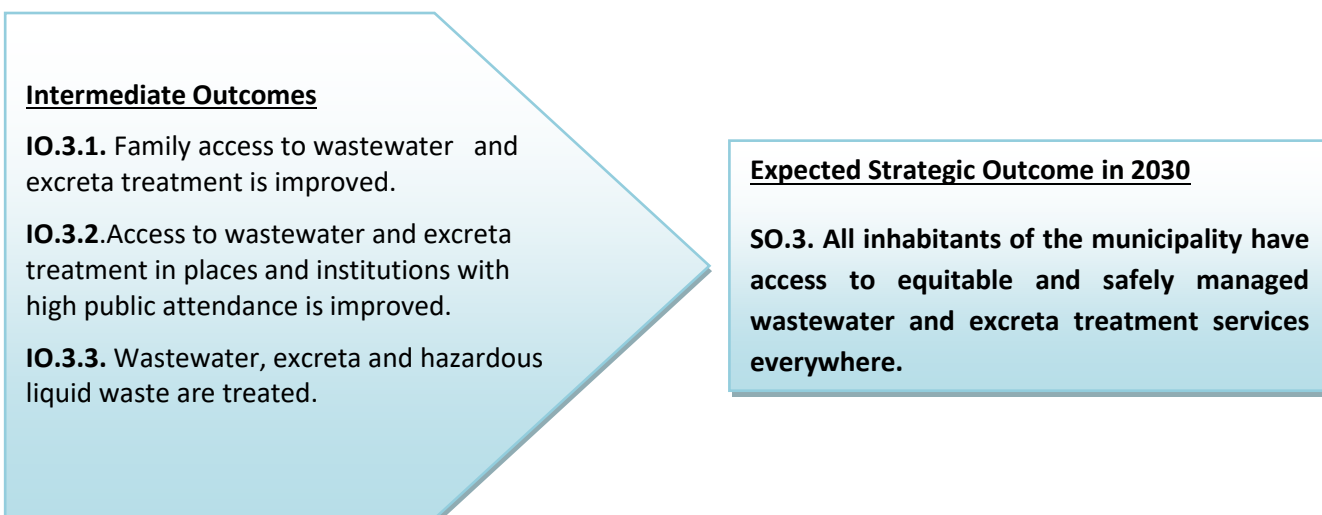 Intermediate Outcomes
IO.3.1. Family access to wastewater and
excreta treatment is improved.
IO.3.2.Access to wastewater and excreta
treatment in places and institutions with
high public attendance is improved.
IO.3.3. Wastewater, excreta and hazardous
liquid waste are treated.
Expected Strategic Outcome in 2030
SO.3. All inhabitants of the municipality have
access to equitable and safely managed
wastewater and excreta treatment services
everywhere.